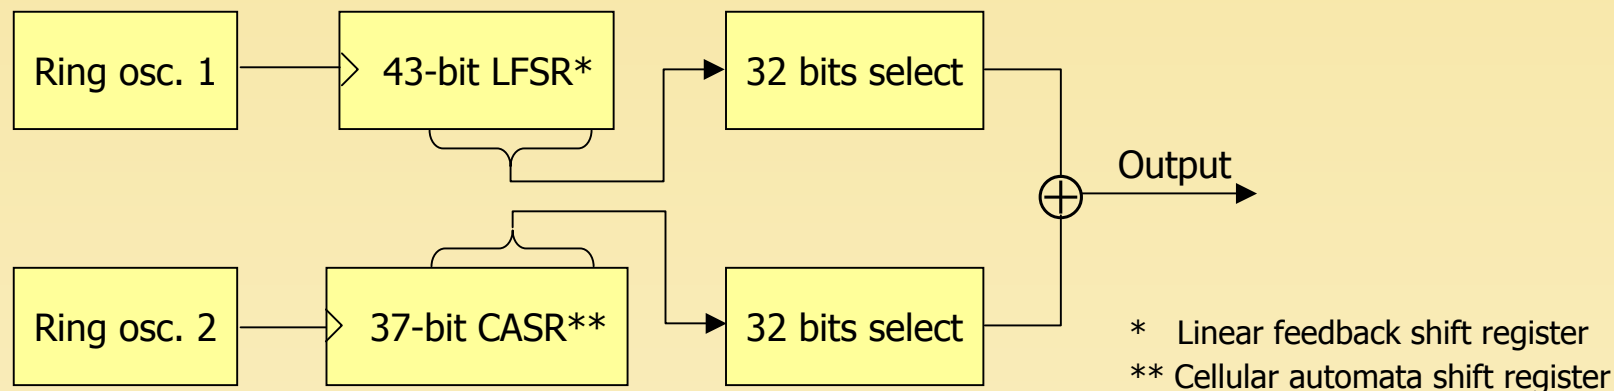 Ring osc. 1
43-bit LFSR*
32 bits select
Output
Ring osc. 2
37-bit CASR**
32 bits select
* Linear feedback shift register
** Cellular automata shift register